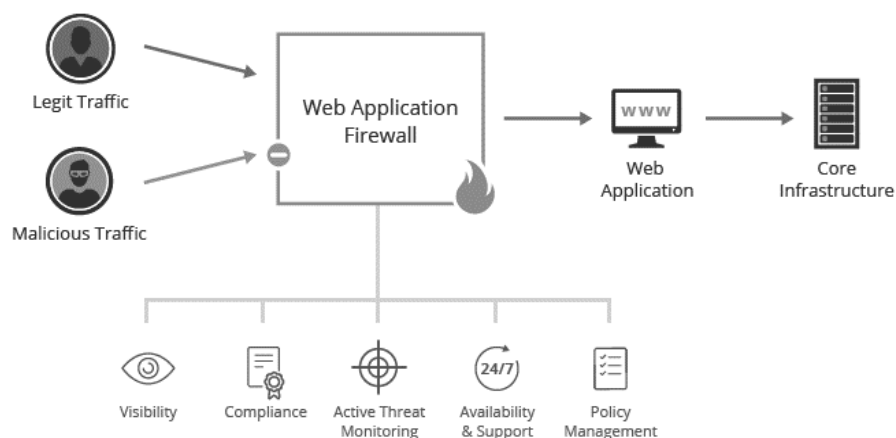 Legit Traffic
Malicious Traffic
Web Application
Firewall
www
Web
Application
Core
Infrastructure
Visibility
Compliance
Active Threat
Monitoring
24/7
Availability
& Support
Policy
Management